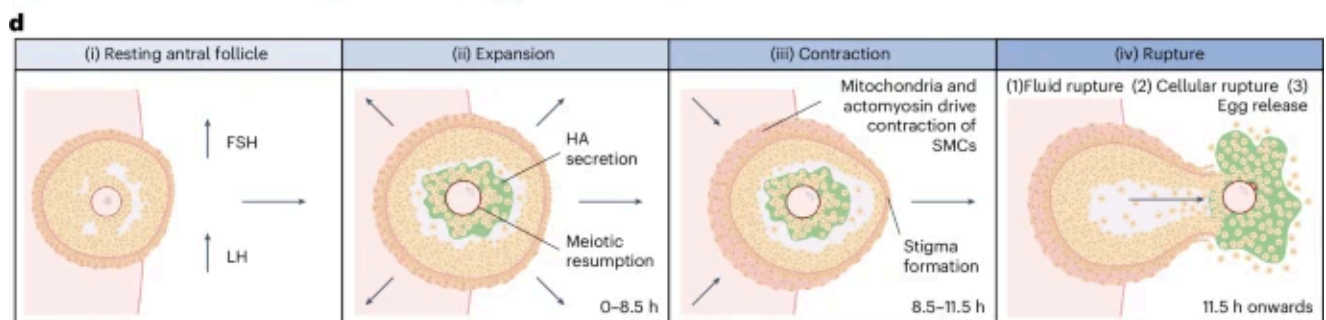 d
(i) Resting antral follicle
(ii) Expansion
(iii) Contraction
(iv) Rupture
FSH
LH
HA
secretion
Meiotic
resumption
0–8.5 h
Mitochondria and
actomyosin drive
contraction of
SMCs
Stigma
formation
8.5–11.5 h
(1)Fluid rupture (2) Cellular rupture (3)
Egg release
11.5 h onwards